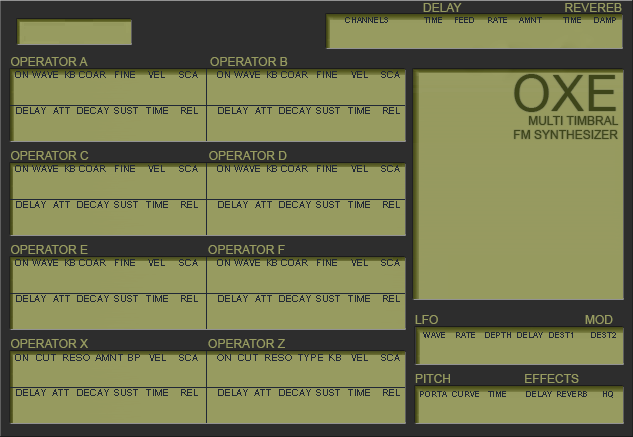 DELAY REVEREB
CHANNELS TIME FEED RATE AMNT TIME DAMP
OPERATOR A OPERATOR B
ON WAVE KB COAR FINE VEL SCA ON WAVE KB COAR FINE VEL SCA
DELAY ATT DECAY SUST TIME REL DELAY ATT DECAY SUST TIME REL
OXE
MULTI TIMBRAL
FM SYNTHESIZER
OPERATOR C OPERATOR D
ON WAVE KB COAR FINE VEL SCA ON WAVE KB COAR FINE VEL SCA
DELAY ATT DECAY SUST TIME REL DELAY ATT DECAY SUST TIME REL
OPERATOR E OPERATOR F
ON WAVE KB COAR FINE VEL SCA ON WAVE KB COAR FINE VEL SCA
DELAY ATT DECAY SUST TIME REL DELAY ATT DECAY SUST TIME REL
OPERATOR X OPERATOR Z
ON CUT RESO AMNT BP VEL SCA ON CUT RESO TYPE KB VEL SCA
DELAY ATT DECAY SUST TIME REL DELAY ATT DECAY SUST TIME REL
LFO MOD
WAVE RATE DEPTH DELAY DEST1 DEST2
PITCH EFFECTS
PORTA CURVE TIME DELAY REVERB HQ